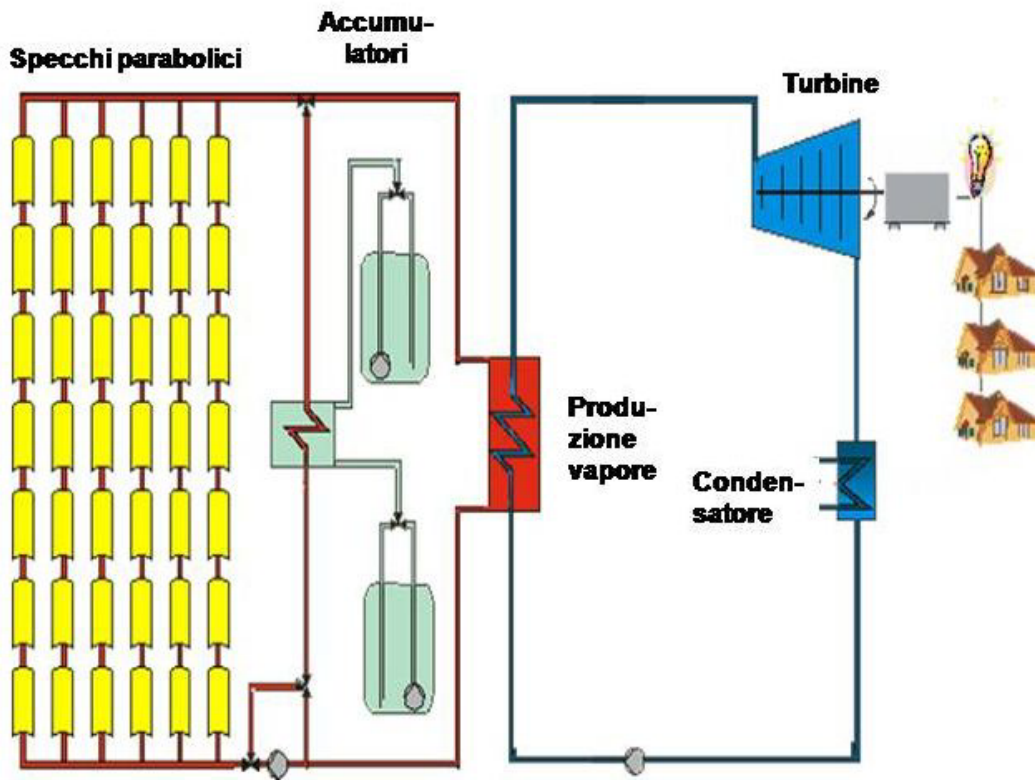 Specchi parabolici
Accumu-
latori
Turbine
Produ-
zione
vapore
Conden-
satore